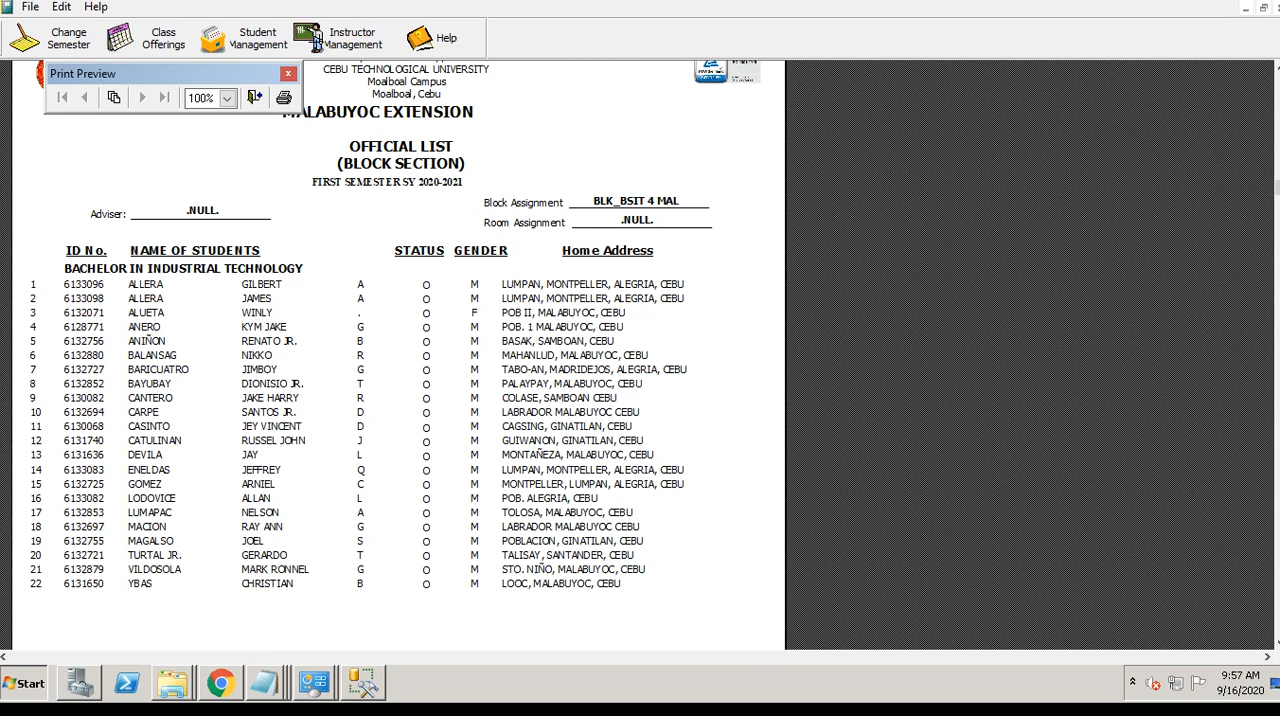 File Edit Help
Change Semester
Class Offerings
Student Management
Instructor Management
Help
Print Preview
100%
CEBU TECHNOLOGICAL UNIVERSITY
Moalboal Campus
Moalboal, Cebu
MALABUYOC EXTENSION
OFFICIAL LIST
(BLOCK SECTION)
FIRST SEMESTER SY 2020-2021
Adviser: .NULL.
Block Assignment BLK_BSIT 4 MAL
Room Assignment .NULL.
ID No. NAME OF STUDENTS STATUS GENDER Home Address
BACHELOR IN INDUSTRIAL TECHNOLOGY
1 6133096 ALLERA GILBERT A O M LUMPAN, MONTPELLER, ALEGRIA, CEBU
2 6133098 ALLERA JAMES A O M LUMPAN, MONTPELLER, ALEGRIA, CEBU
3 6132071 ALUETA WINLY . O F POB II, MALABUYOC, CEBU
4 6128771 ANERO KYM JAKE G O M POB. 1 MALABUYOC, CEBU
5 6132756 ANIÑON RENATO JR. B O M BASAK, SAMBOAN, CEBU
6 6132880 BALANSAG NIKKO R O M MAHANLUD, MALABUYOC, CEBU
7 6132727 BARICUATRO JIMBOY G O M TABO-AN, MADRIDEJOS, ALEGRIA, CEBU
8 6132852 BAYUBAY DIONISIO JR. T O M PALAYPAY, MALABUYOC, CEBU
9 6130082 CANTERO JAKE HARRY R O M COLASE, SAMBOAN CEBU
10 6132694 CARPE SANTOS JR. D O M LABRADOR MALABUYOC CEBU
11 6130068 CASINTO JEY VINCENT D O M CAGSING, GINATILAN, CEBU
12 6131740 CATULINAN RUSSEL JOHN J O M GUIWANON, GINATILAN, CEBU
13 6131636 DEVILA JAY L O M MONTAÑEZA, MALABUYOC, CEBU
14 6133083 ENELDAS JEFFREY Q O M LUMPAN, MONTPELLER, ALEGRIA, CEBU
15 6132725 GOMEZ ARNIEL C O M MONTPELLER, LUMPAN, ALEGRIA, CEBU
16 6133082 LODOVICE ALLAN L O M POB. ALEGRIA, CEBU
17 6132853 LUMAPAC NELSON A O M TOLOSA, MALABUYOC, CEBU
18 6132697 MACION RAY ANN G O M LABRADOR MALABUYOC CEBU
19 6132755 MAGALSO JOEL S O M POBLACION, GINATILAN, CEBU
20 6132721 TURTAL JR. GERARDO T O M TALISAY, SANTANDER, CEBU
21 6132879 VILDOSOLA MARK RONNEL G O M STO. NIÑO, MALABUYOC, CEBU
22 6131650 YBAS CHRISTIAN B O M LOOC, MALABUYOC, CEBU
Start
9:57 AM
9/16/2020